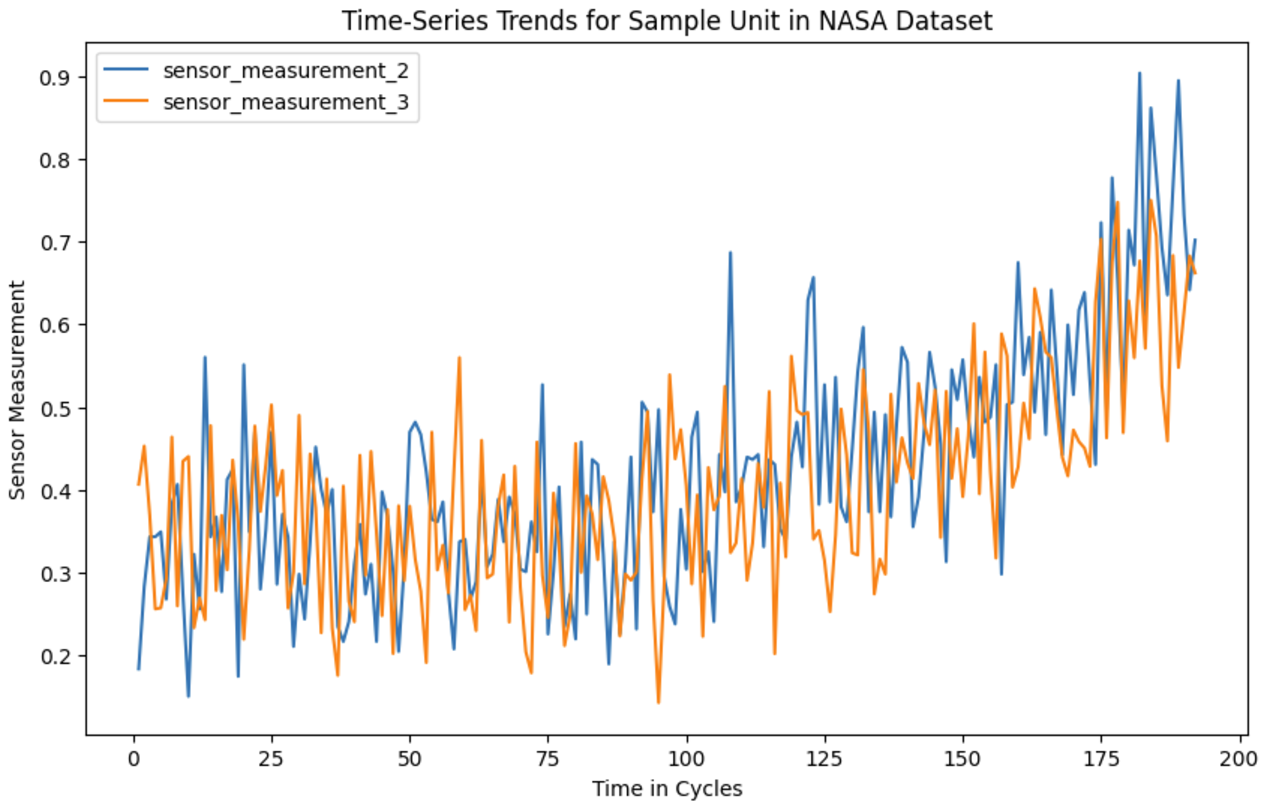 Time-Series Trends for Sample Unit in NASA Dataset
sensor_measurement_2
sensor_measurement_3
0.9
0.8
0.7
0.6
0.5
0.4
0.3
0.2
Sensor Measurement
0 25 50 75 100 125 150 175 200
Time in Cycles